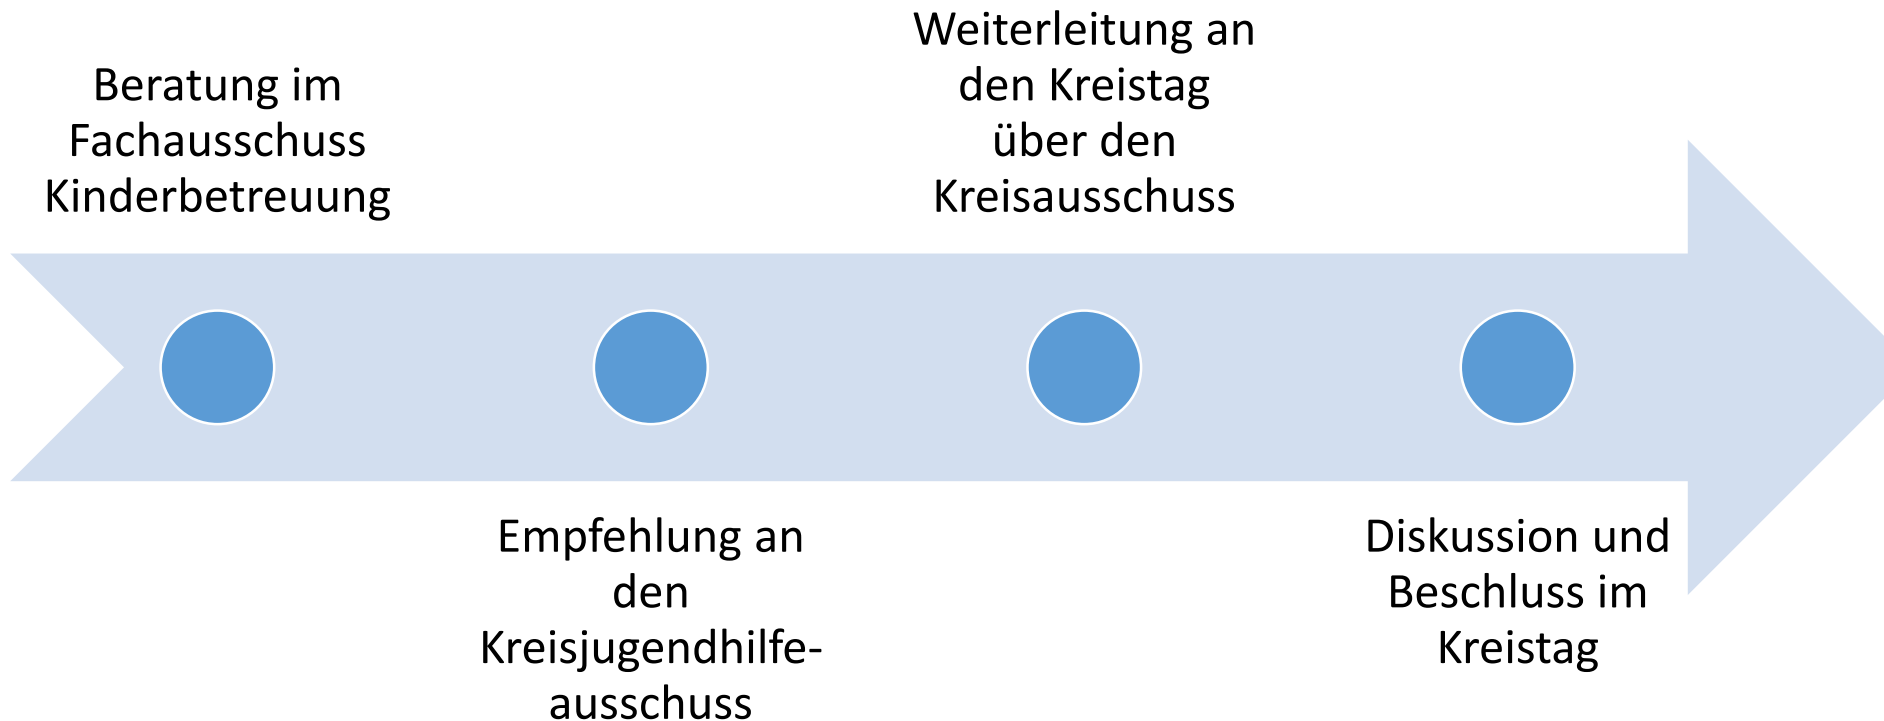 Beratung im
Fachausschuss
Kinderbetreuung
Empfehlung an
den
Kreisjugendhilfe-
ausschuss
Weiterleitung an
den Kreistag
über den
Kreisausschuss
Diskussion und
Beschluss im
Kreistag